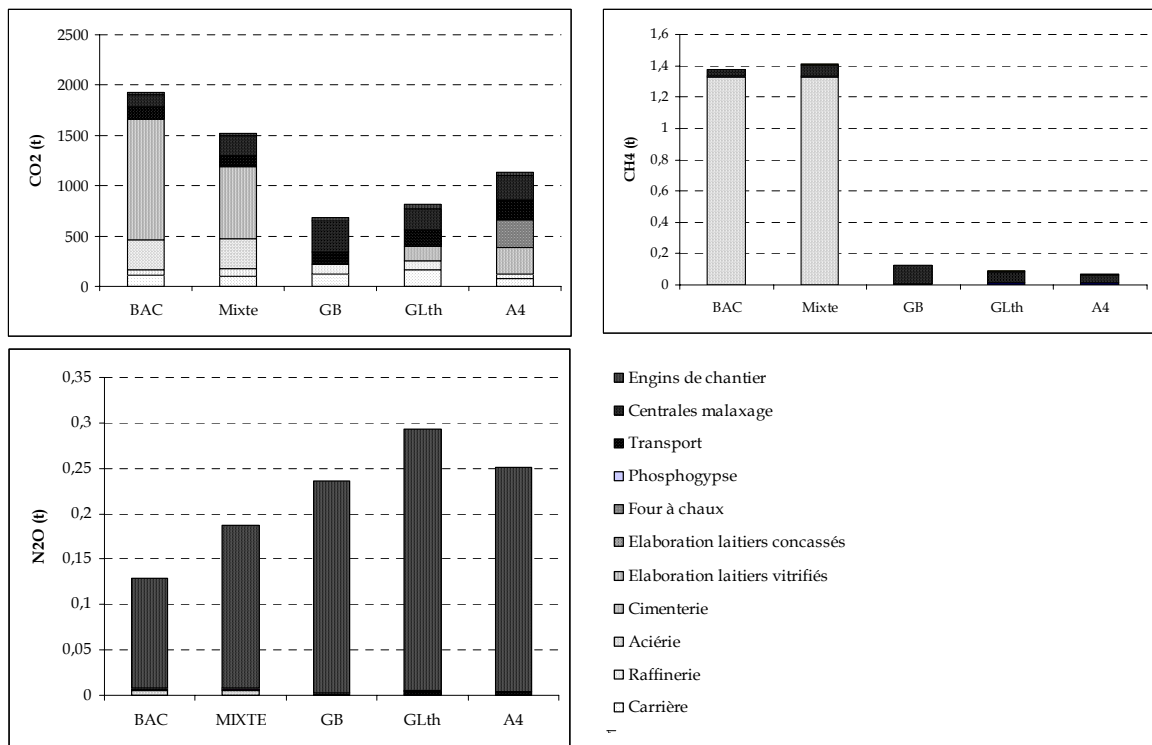 2500
2000
1500
1000
500
0
CO2 (t)
BAC Mixte GB GLth A4
1,6
1,4
1,2
1
0,8
0,6
0,4
0,2
0
CH4 (t)
BAC Mixte GB GLth A4
0,35
0,3
0,25
0,2
0,15
0,1
0,05
0
N2O (t)
BAC MIXTE GB GLth A4
Engins de chantier
Centrales malaxage
Transport
Phosphogypse
Four à chaux
Elaboration laitiers concassés
Elaboration laitiers vitrifiés
Cimenterie
Aciérie
Raffinerie
Carrière